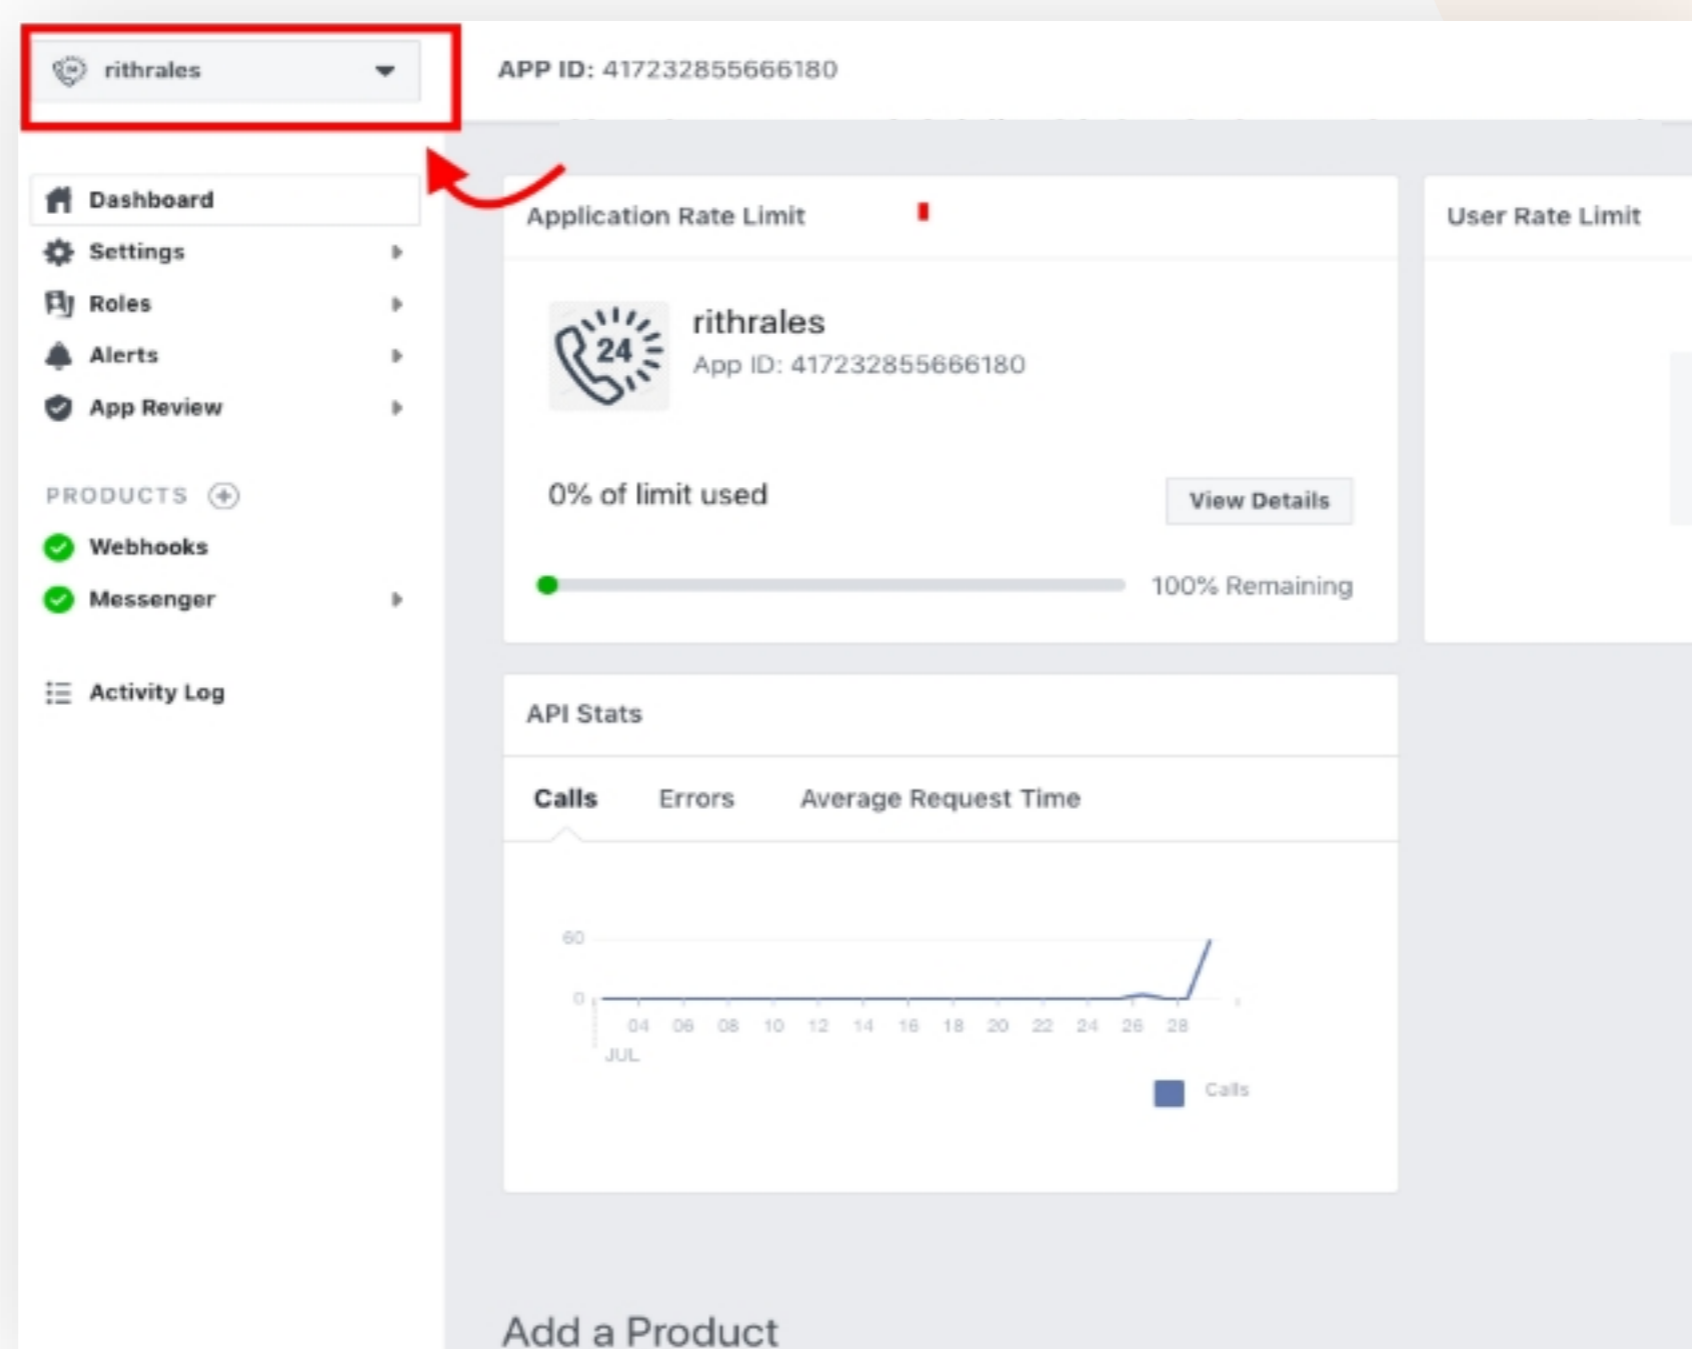 rithrales
APP ID: 417232855666180
Dashboard
Settings
Roles
Alerts
App Review
PRODUCTS
Webhooks
Messenger
Activity Log
Application Rate Limit
24
rithrales
App ID: 417232855666180
0% of limit used
View Details
100% Remaining
User Rate Limit
API Stats
Calls Errors Average Request Time
60
0
04 06 08 10 12 14 16 18 20 22 24 26 28
JUL
Calls
Add a Product